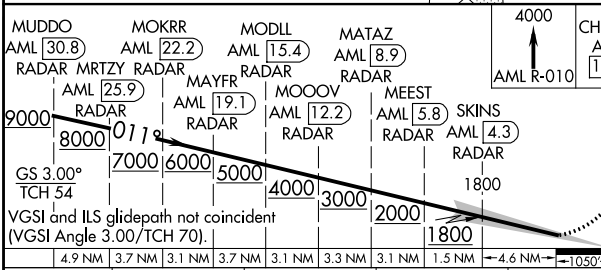 MUDDO
AML 30.8
RADAR
MRTZY
AML 25.9
RADAR
MOKRR
AML 22.2
RADAR
MAYFR
AML 19.1
RADAR
MODLL
AML 15.4
RADAR
MOOOV
AML 12.2
RADAR
MATAZ
AML 8.9
RADAR
MEEST
AML 5.8
RADAR
SKINS
AML 4.3
RADAR
4000
AML R-010
CH
A
1
9000
8000
011°
7000
6000
5000
4000
3000
2000
1800
1800
GS 3.00°
TCH 54
VGSI and ILS glidepath not coincident
(VGSI Angle 3.00/TCH 70).
4.9 NM 3.7 NM 3.1 NM 3.7 NM 3.1 NM 3.3 NM 3.1 NM 1.5 NM 4.6 NM 1050'